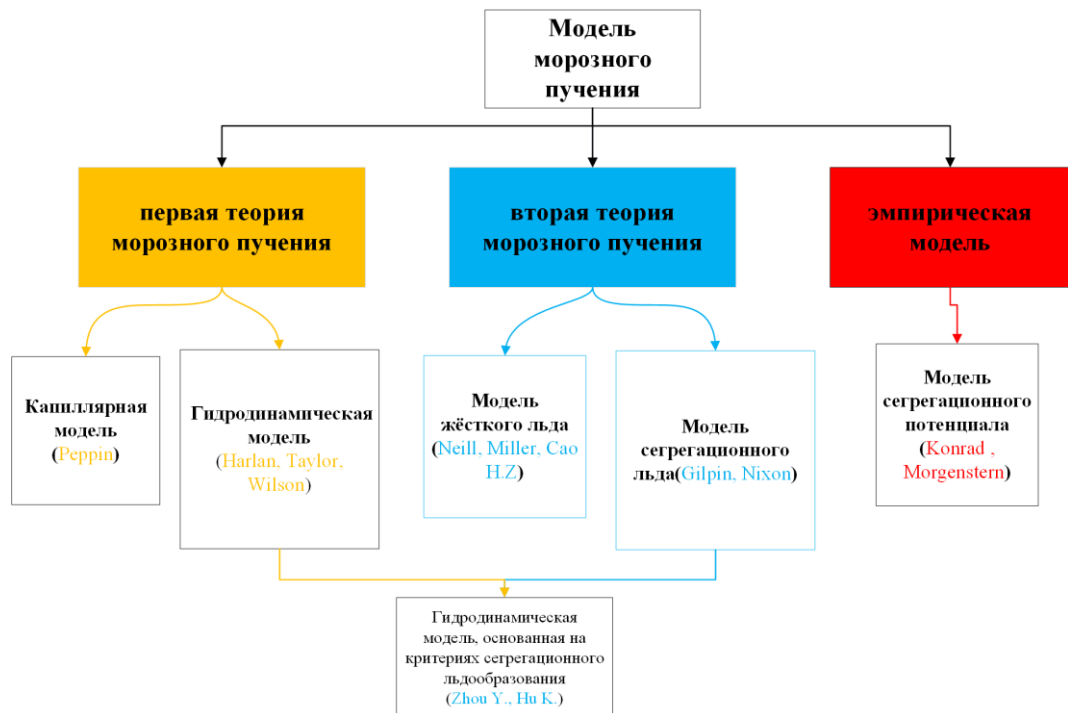 Модель
морозного
пучения
первая теория
морозного пучения
вторая теория
морозного пучения
эмпирическая
модель
Капиллярная
модель
(Peppin)
Гидродинамическая
модель
(Harlan, Taylor,
Wilson)
Модель
жёсткого льда
(Neill, Miller, Cao
H.Z)
Модель
сегрегационного
льда(Gilpin, Nixon)
Модель
сегрегационного
потенциала
(Konrad ,
Morgenstern)
Гидродинамическая
модель, основанная на
критериях сегрегационного
льдообразования
(Zhou Y., Hu K.)